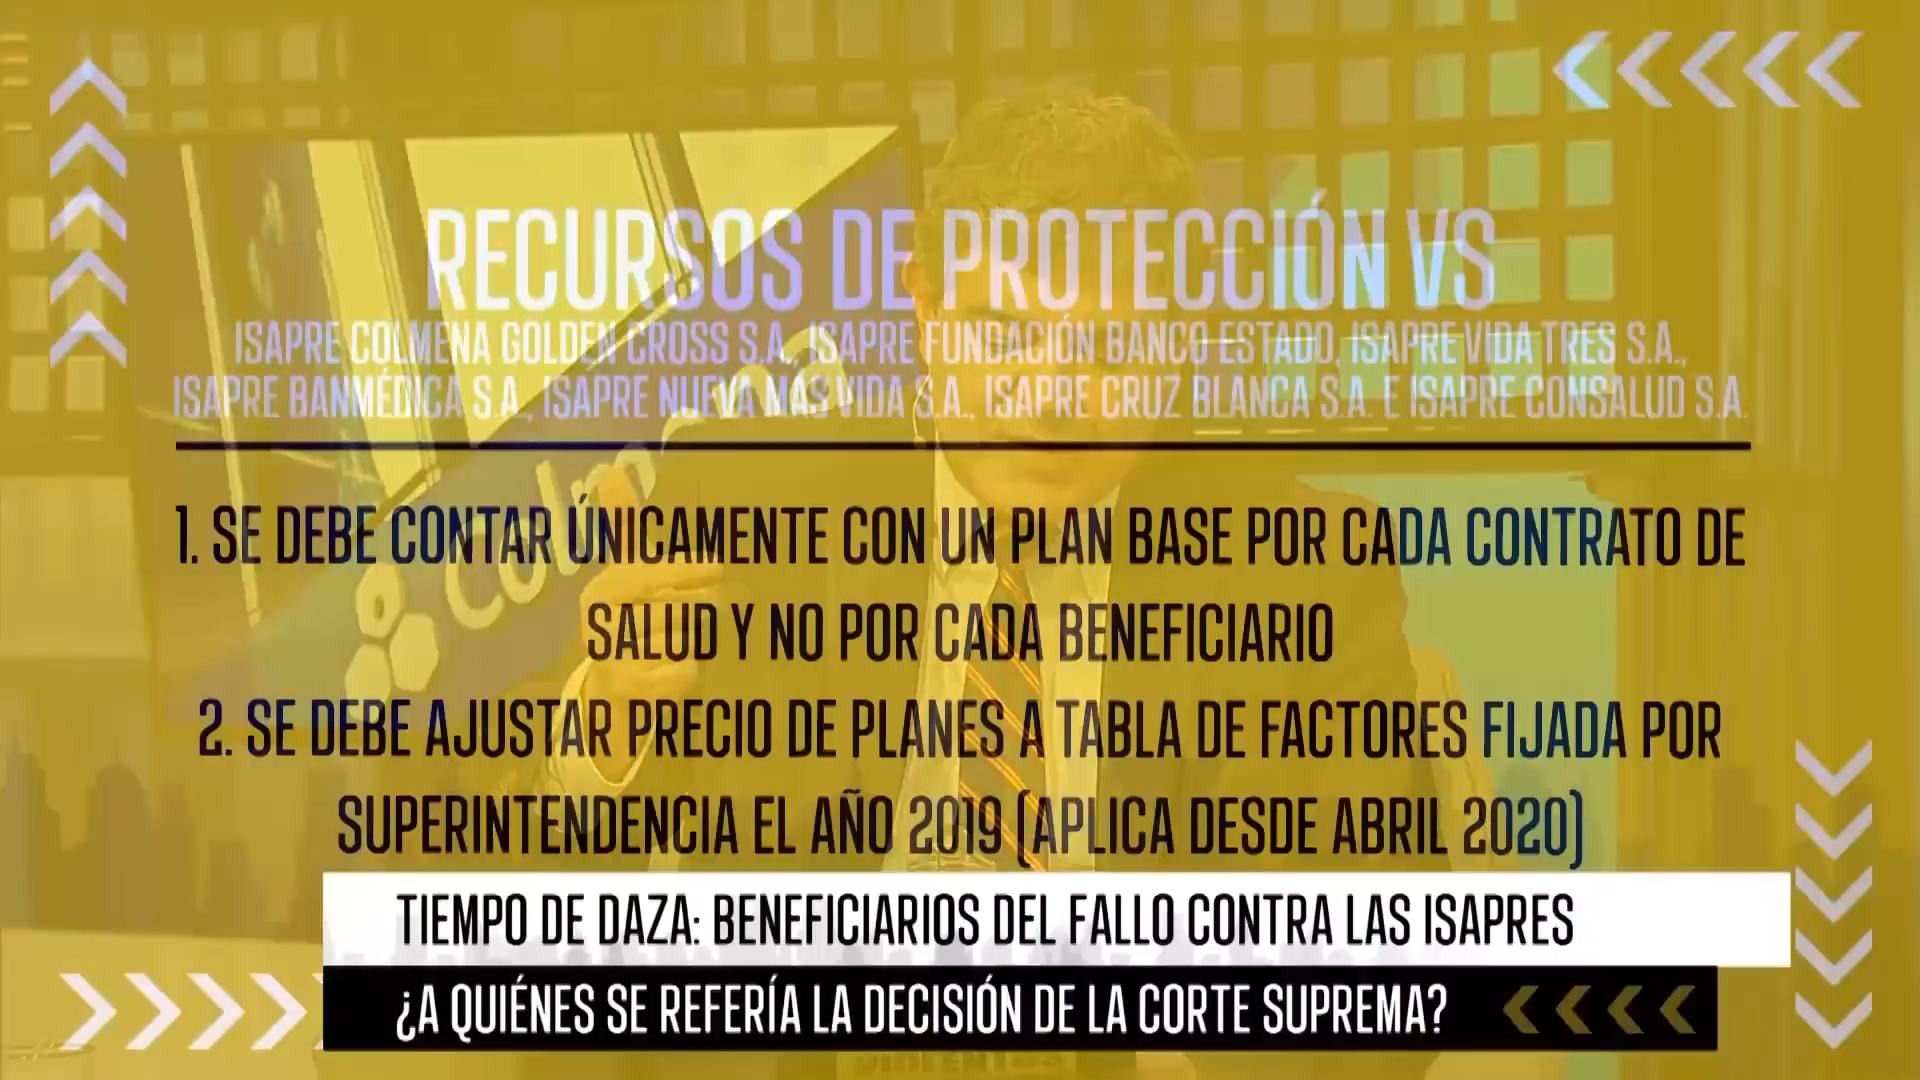 RECURSOS DE PROTECCIÓN VS
ISAPRE COLMENA GOLDEN CROSS S.A., ISAPRE FUNDACIÓN BANCO ESTADO, ISAPRE VIDA TRES S.A.,
ISAPRE BANMÉDICA S.A., ISAPRE NUEVA MAS VIDA S.A., ISAPRE CRUZ BLANCA S.A. E ISAPRE CONSALUD S.A.
Colmena
1. SE DEBE CONTAR ÚNICAMENTE CON UN PLAN BASE POR CADA CONTRATO DE
SALUD Y NO POR CADA BENEFICIARIO
2. SE DEBE AJUSTAR PRECIO DE PLANES A TABLA DE FACTORES FIJADA POR
SUPERINTENDENCIA EL AÑO 2019 (APLICA DESDE ABRIL 2020)
TIEMPO DE DAZA: BENEFICIARIOS DEL FALLO CONTRA LAS ISAPRES
¿A QUIÉNES SE REFERÍA LA DECISIÓN DE LA CORTE SUPREMA?